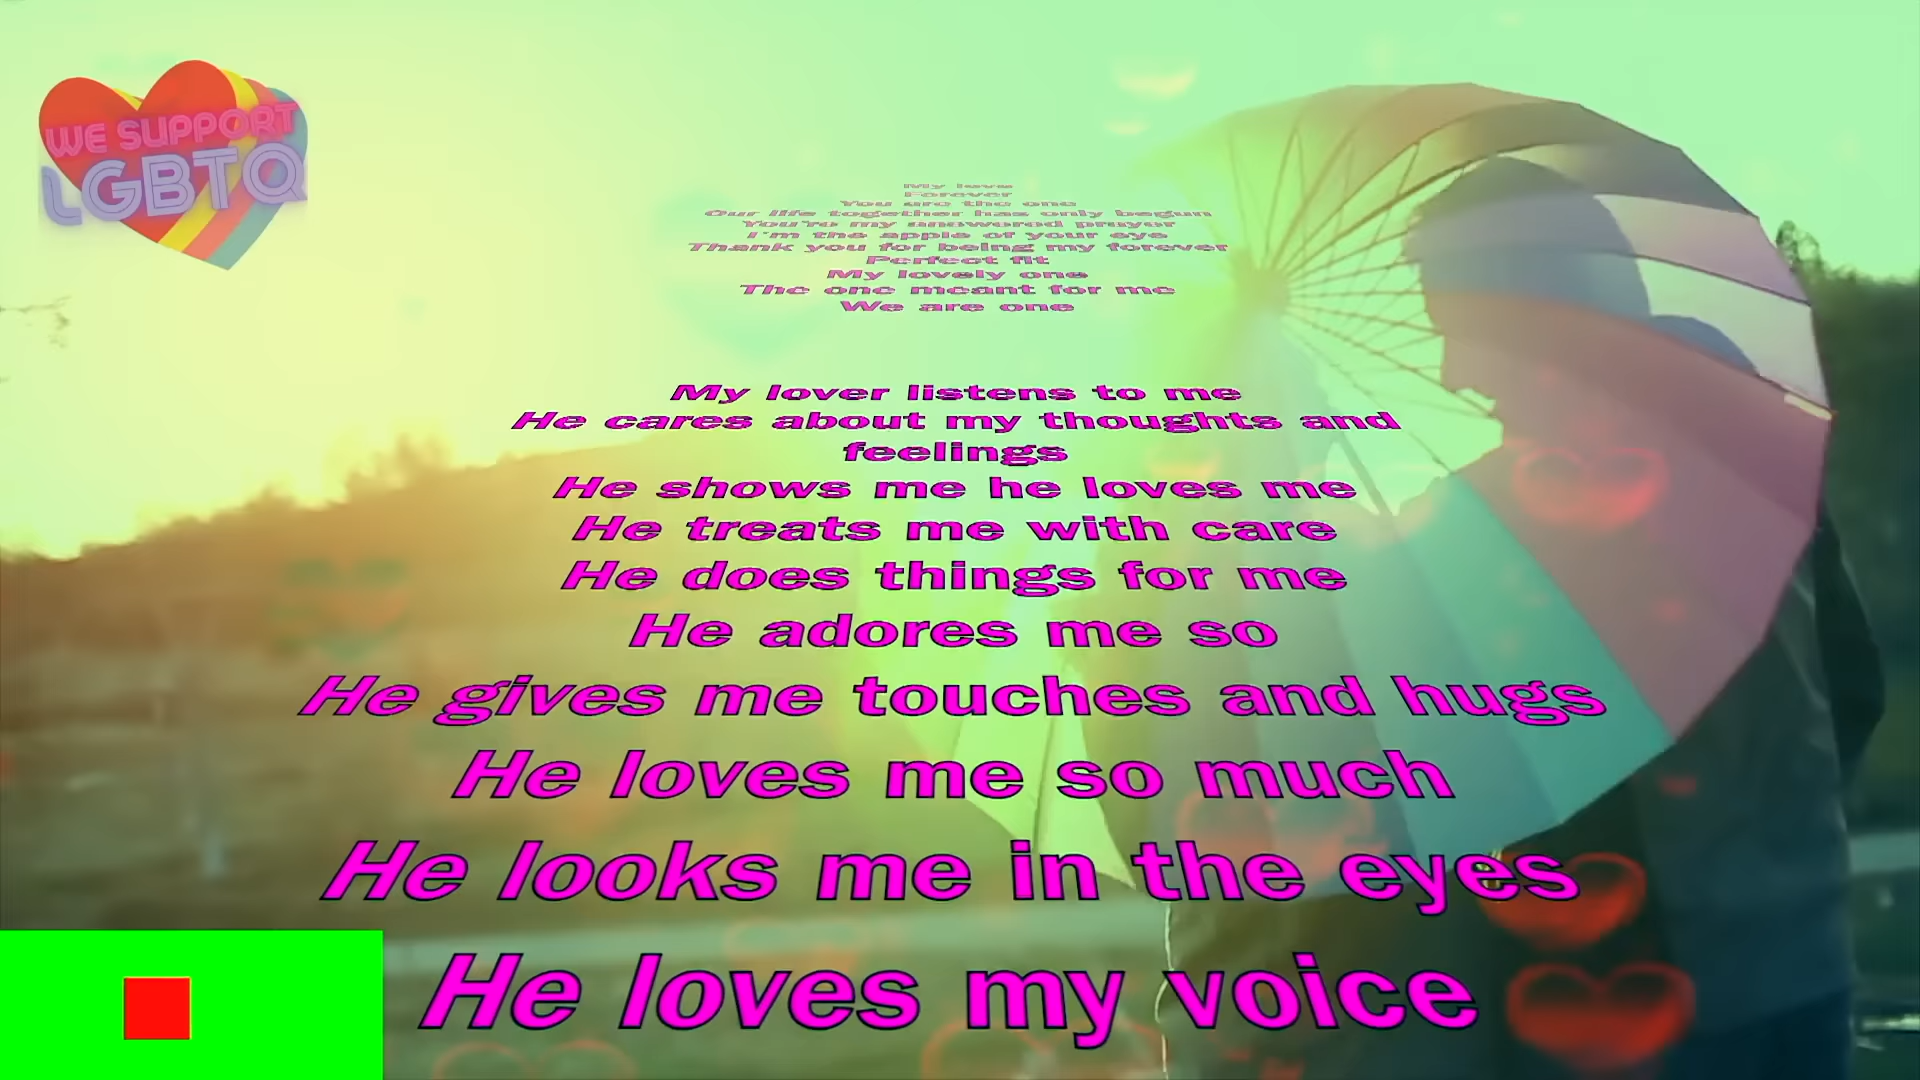 WE SUPPORT
LGBTQ
My love
Forever
You are the one
Our life together has only begun
You're my answered prayer
I'm the apple of your eye
Thank you for being my forever
Perfect fit
My lovely one
The one meant for me
We are one
My lover listens to me
He cares about my thoughts and
feelings
He shows me he loves me
He treats me with care
He does things for me
He adores me so
He gives me touches and hugs
He loves me so much
He looks me in the eyes
He loves my voice